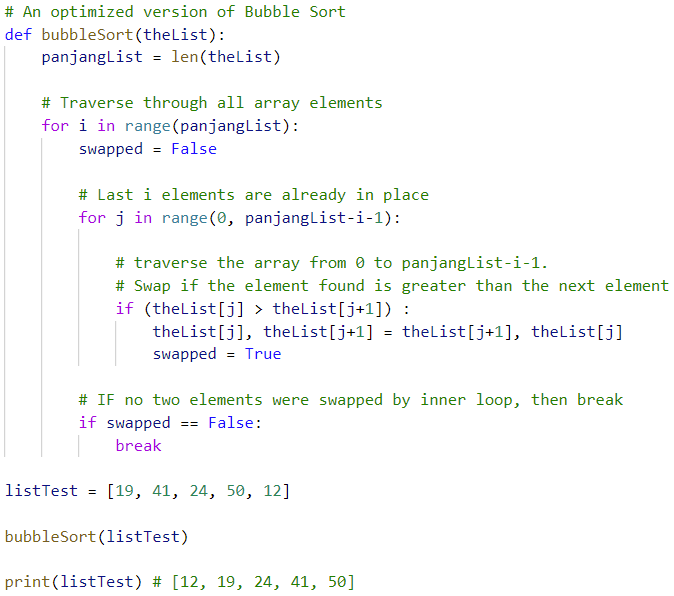 # An optimized version of Bubble Sort
def bubbleSort(theList):
    panjangList = len(theList)

    # Traverse through all array elements
    for i in range(panjangList):
        swapped = False

        # Last i elements are already in place
        for j in range(0, panjangList-i-1):

            # traverse the array from 0 to panjangList-i-1.
            # Swap if the element found is greater than the next element
            if (theList[j] > theList[j+1]) :
                theList[j], theList[j+1] = theList[j+1], theList[j]
                swapped = True

        # IF no two elements were swapped by inner loop, then break
        if swapped == False:
            break

listTest = [19, 41, 24, 50, 12]

bubbleSort(listTest)

print(listTest) # [12, 19, 24, 41, 50]